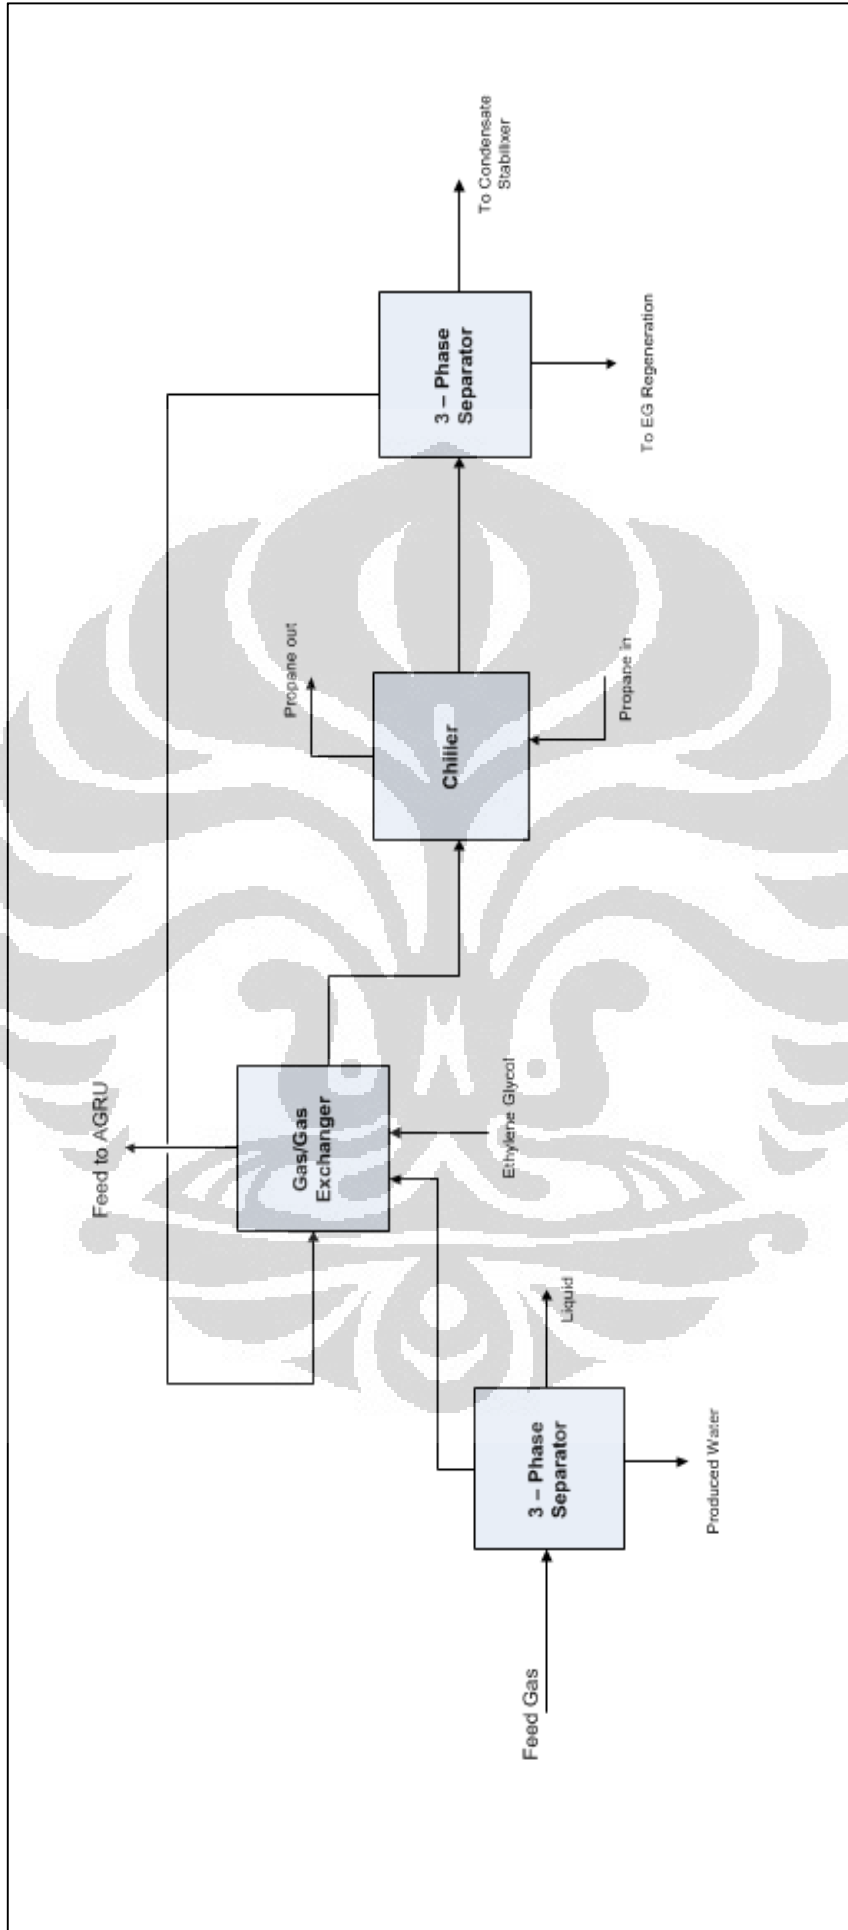 To Condensate
Stabilixer
3 – Phase
Separator
To EG Regeneration
Propane out
Chiller
Propane in
Feed to AGRU
Gas/Gas
Exchanger
Ethylene Glycol
Liquid
3 – Phase
Separator
Produced Water
Feed Gas